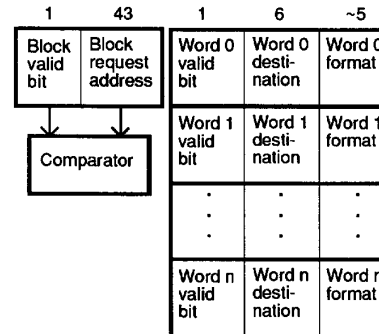 1 43 1 6 ~5
Block valid bit
Block request address
Comparator
Word 0 valid bit
Word 0 desti- nation
Word 0 format
Word 1 valid bit
Word 1 desti- nation
Word 1 format
. . .
. . .
. . .
Word n valid bit
Word n desti- nation
Word n format